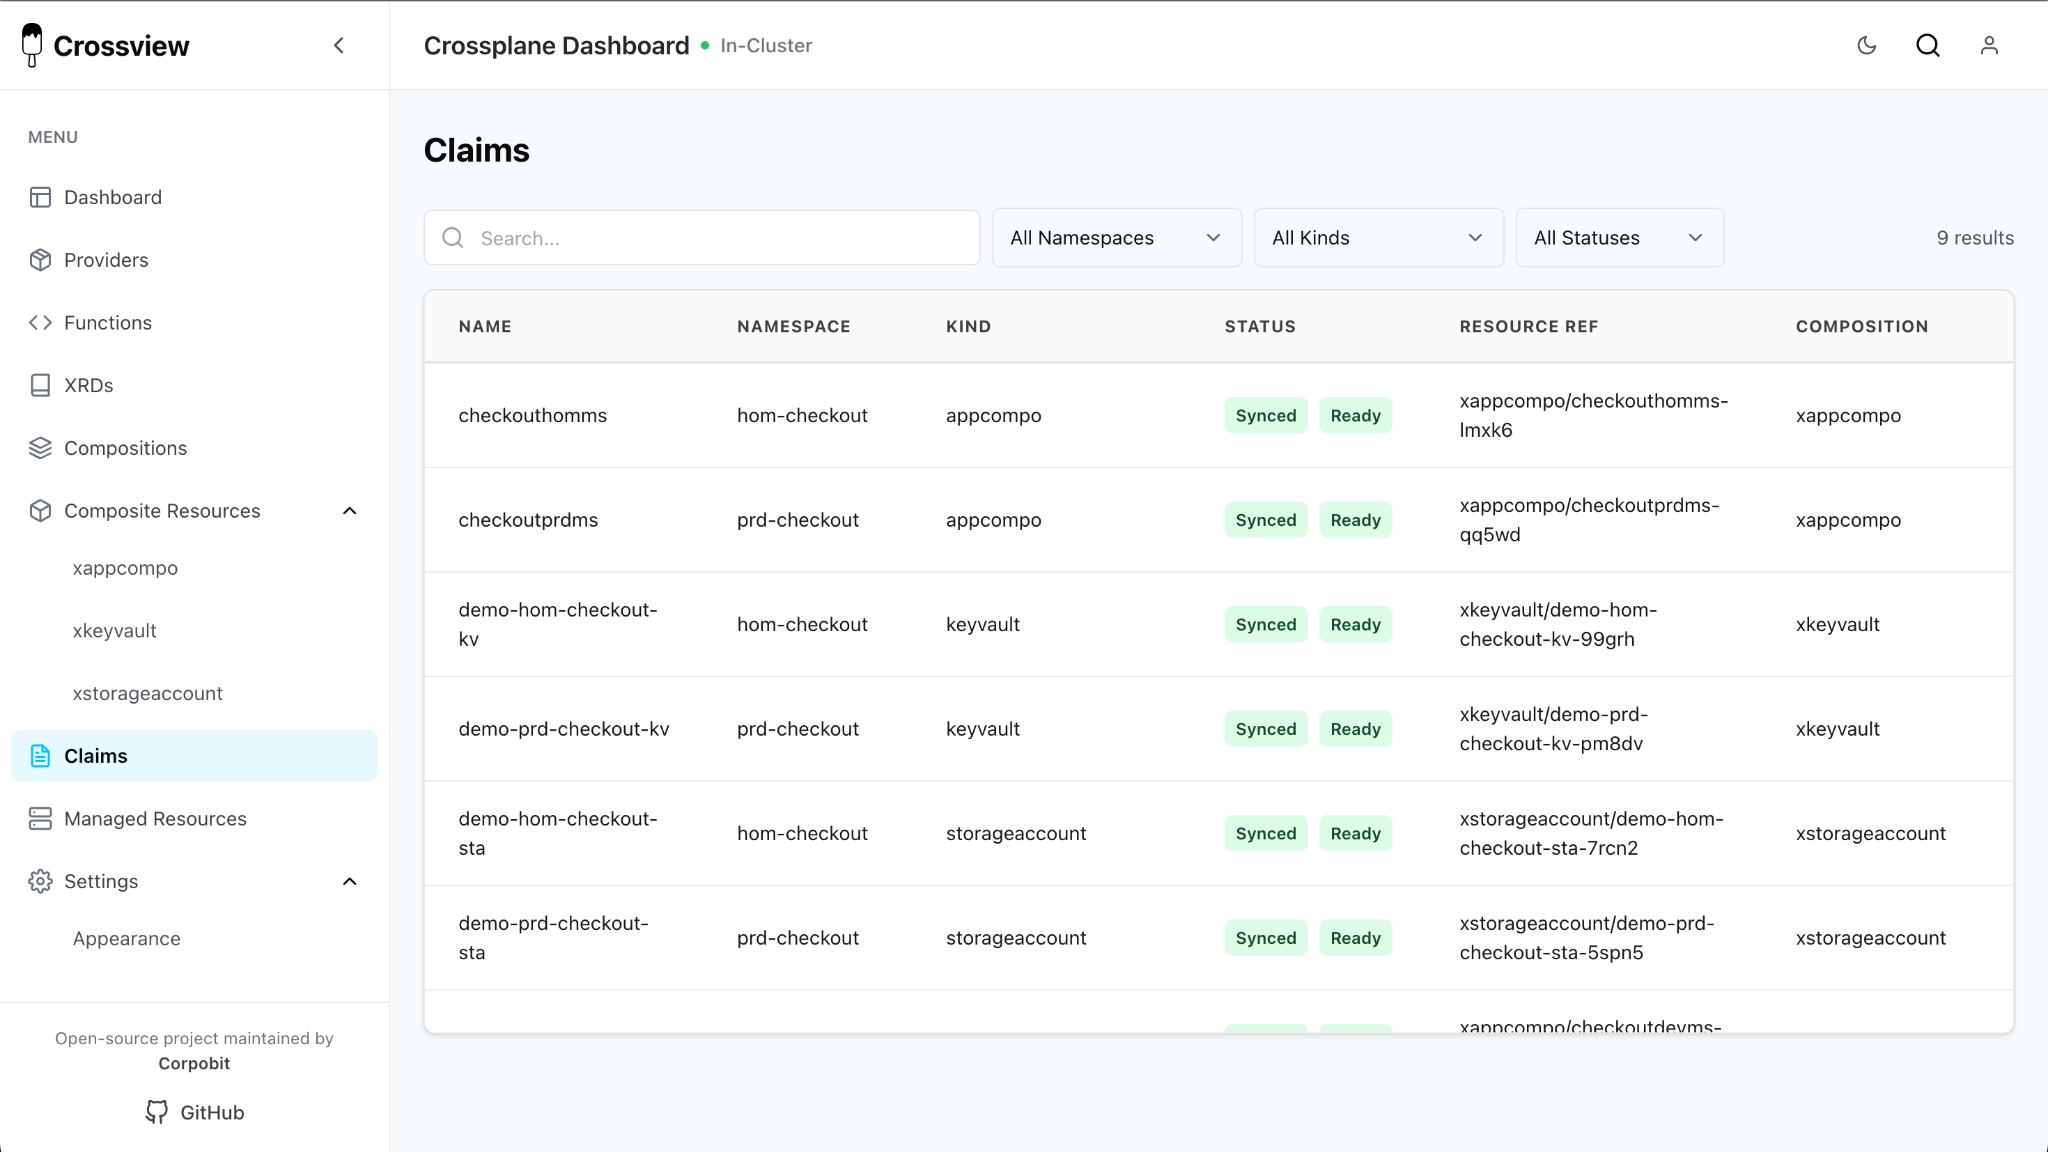 Crossview
Crossplane Dashboard
In-Cluster
MENU
Dashboard
Providers
Functions
XRDs
Compositions
Composite Resources
xappcompo
xkeyvault
xstorageaccount
Claims
Managed Resources
Settings
Appearance
Open-source project maintained by
Corpobit
GitHub
Claims
Search...
All Namespaces
All Kinds
All Statuses
9 results
NAME NAMESPACE KIND STATUS RESOURCE REF COMPOSITION
checkouthomms hom-checkout appcompo Synced Ready xappcompo/checkouthomms-
lmxk6 xappcompo
checkoutprdms prd-checkout appcompo Synced Ready xappcompo/checkoutprdms-
qq5wd xappcompo
demo-hom-checkout-
kv hom-checkout keyvault Synced Ready xkeyvault/demo-hom-
checkout-kv-99grh xkeyvault
demo-prd-checkout-kv prd-checkout keyvault Synced Ready xkeyvault/demo-prd-
checkout-kv-pm8dv xkeyvault
demo-hom-checkout-
sta hom-checkout storageaccount Synced Ready xstorageaccount/demo-hom-
checkout-sta-7rcn2 xstorageaccount
demo-prd-checkout-
sta prd-checkout storageaccount Synced Ready xstorageaccount/demo-prd-
checkout-sta-5spn5 xstorageaccount
xappcompo/checkoutdevms-